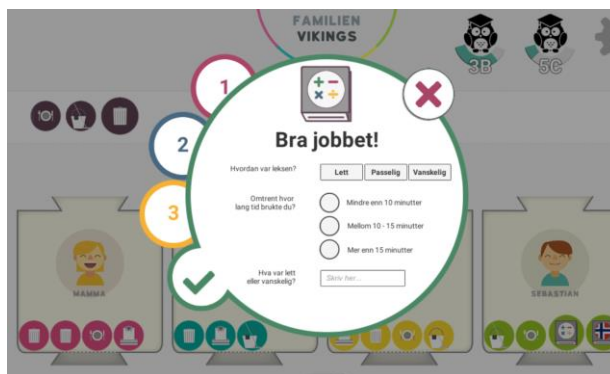 FAMILIEN
VIKINGS
3B
5C
1
2
3
Bra jobbet!
Hvordan var leksen?
Lett
Passelig
Vanskelig
Omtrent hvor
lang tid brukte du?
Mindre enn 10 minutter
Mellom 10 - 15 minutter
Mer enn 15 minutter
Hva var lett
eller vanskelig?
Skriv her...
MAMMA
SEBASTIAN